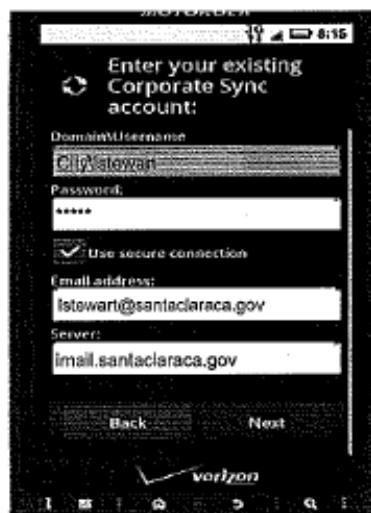 MOTOROLA
8:15
Enter your existing
Corporate Sync
account:
Domain\Username
City\lstewart
Password:
*****
Use secure connection
Email address:
lstewart@santaclaraca.gov
Server:
imail.santaclaraca.gov
Back
Next
verizon